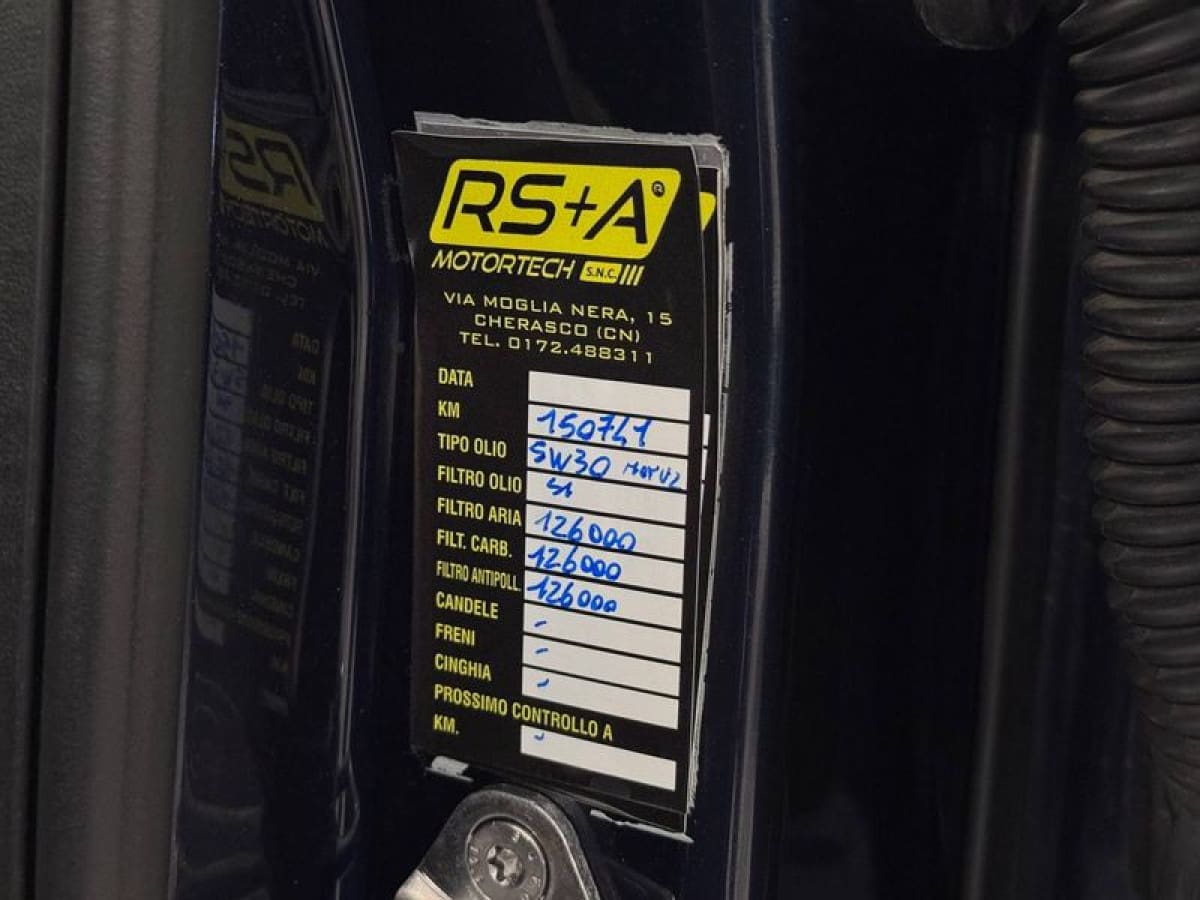 RS+A®
MOTORTECH S.N.C.
VIA MOGLIA NERA, 15
CHERASCO (CN)
TEL. 0172.488311
DATA
KM 150741
TIPO OLIO 5W30
FILTRO OLIO SI
FILTRO ARIA 126000
FILT. CARB. 126000
FILTRO ANTIPOLL. 126000
CANDELE -
FRENI -
CINGHIA -
PROSSIMO CONTROLLO A
KM. -